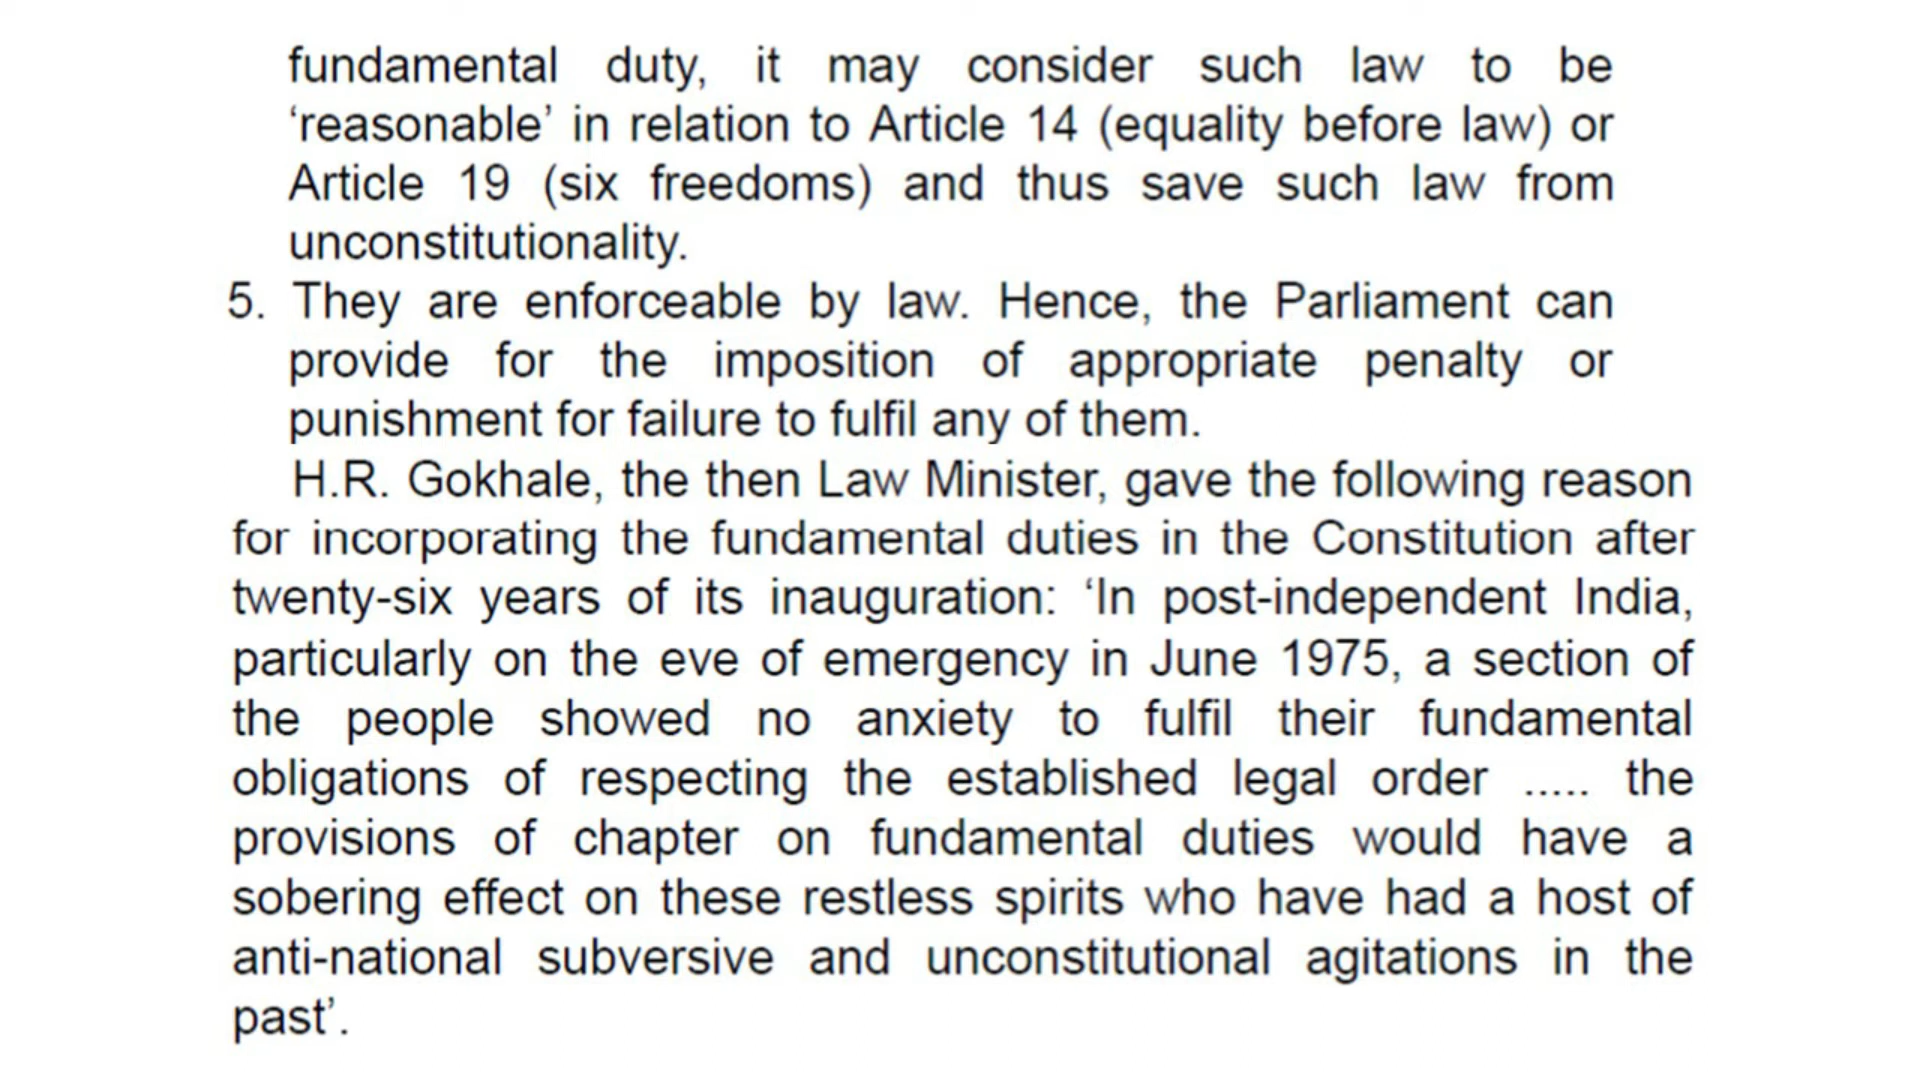 fundamental duty, it may consider such law to be
‘reasonable’ in relation to Article 14 (equality before law) or
Article 19 (six freedoms) and thus save such law from
unconstitutionality.
5. They are enforceable by law. Hence, the Parliament can
provide for the imposition of appropriate penalty or
punishment for failure to fulfil any of them.
H.R. Gokhale, the then Law Minister, gave the following reason
for incorporating the fundamental duties in the Constitution after
twenty-six years of its inauguration: ‘In post-independent India,
particularly on the eve of emergency in June 1975, a section of
the people showed no anxiety to fulfil their fundamental
obligations of respecting the established legal order ..... the
provisions of chapter on fundamental duties would have a
sobering effect on these restless spirits who have had a host of
anti-national subversive and unconstitutional agitations in the
past’.